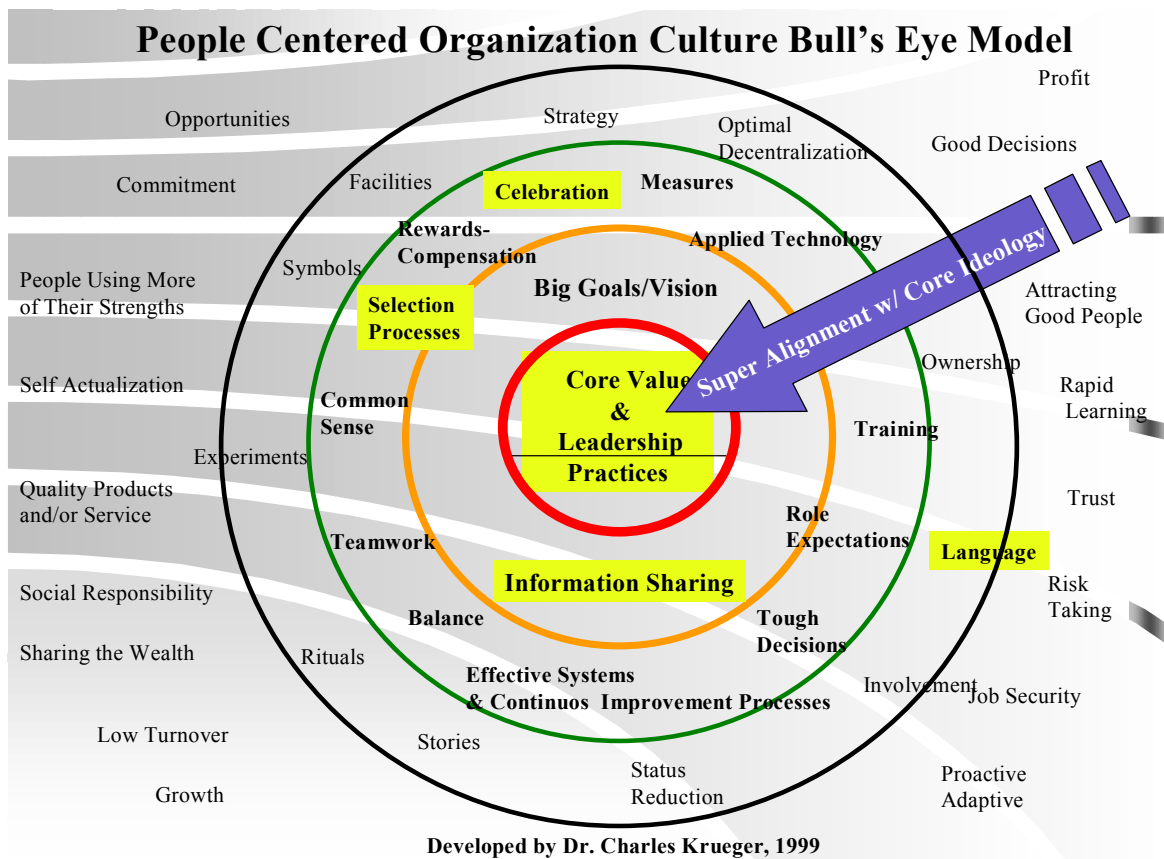 People Centered Organization Culture Bull's Eye Model
Profit
Opportunities
Strategy
Optimal
Decentralization
Good Decisions
Commitment
Facilities
Celebration
Measures
Rewards-
Compensation
Applied Technology
Symbols
Big Goals/Vision
People Using More
of Their Strengths
Selection
Processes
Super Alignment w/ Core Ideology
Attracting
Good People
Ownership
Self Actualization
Common
Sense
Core Value
&
Leadership
Practices
Rapid
Learning
Training
Experiments
Quality Products
and/or Service
Trust
Role
Expectations
Teamwork
Language
Information Sharing
Social Responsibility
Risk
Taking
Balance
Tough
Decisions
Sharing the Wealth
Rituals
Effective Systems
& Continuos Improvement Processes
Involvement
Job Security
Low Turnover
Stories
Status
Reduction
Proactive
Adaptive
Growth
Developed by Dr. Charles Krueger, 1999